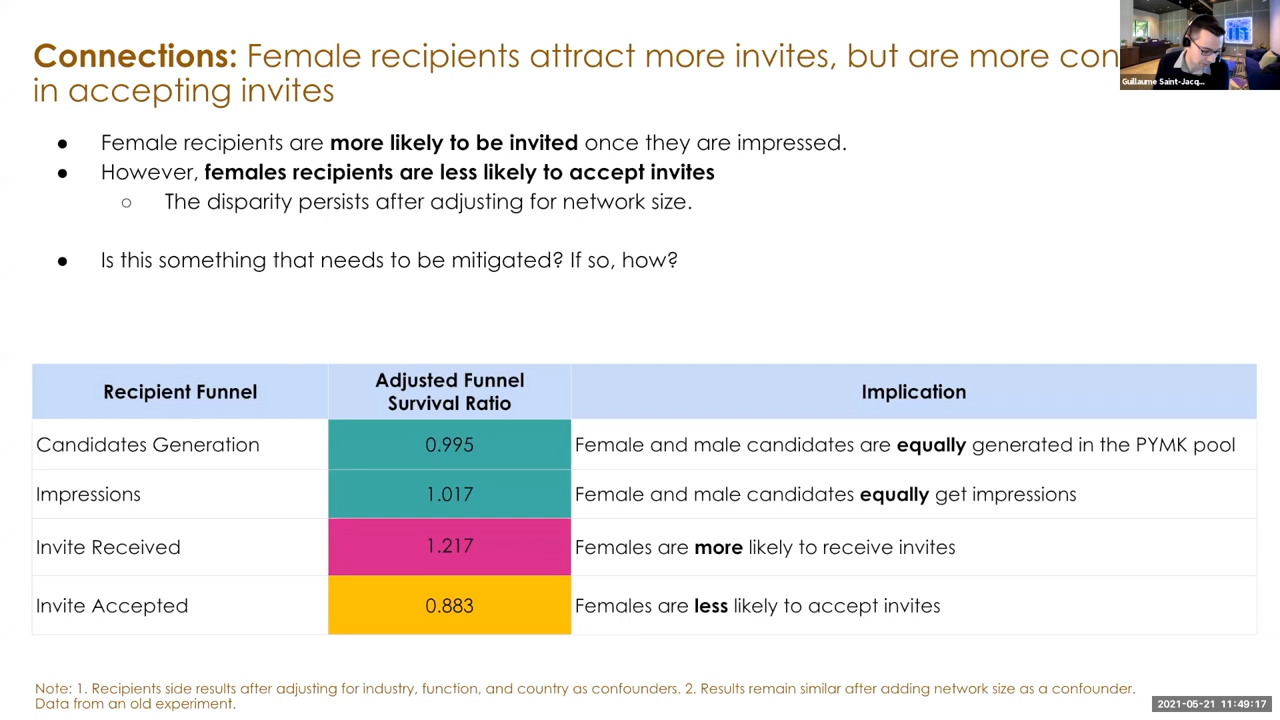 Connections: Female recipients attract more invites, but are more con
in accepting invites
Guillaume Saint-Jacq...
● Female recipients are more likely to be invited once they are impressed.
● However, females recipients are less likely to accept invites
○ The disparity persists after adjusting for network size.
● Is this something that needs to be mitigated? If so, how?
Recipient Funnel
Adjusted Funnel
Survival Ratio
Implication
Candidates Generation 0.995 Female and male candidates are equally generated in the PYMK pool
Impressions 1.017 Female and male candidates equally get impressions
Invite Received 1.217 Females are more likely to receive invites
Invite Accepted 0.883 Females are less likely to accept invites
Note: 1. Recipients side results after adjusting for industry, function, and country as confounders. 2. Results remain similar after adding network size as a confounder.
Data from an old experiment.
2021-05-21 11:49:17